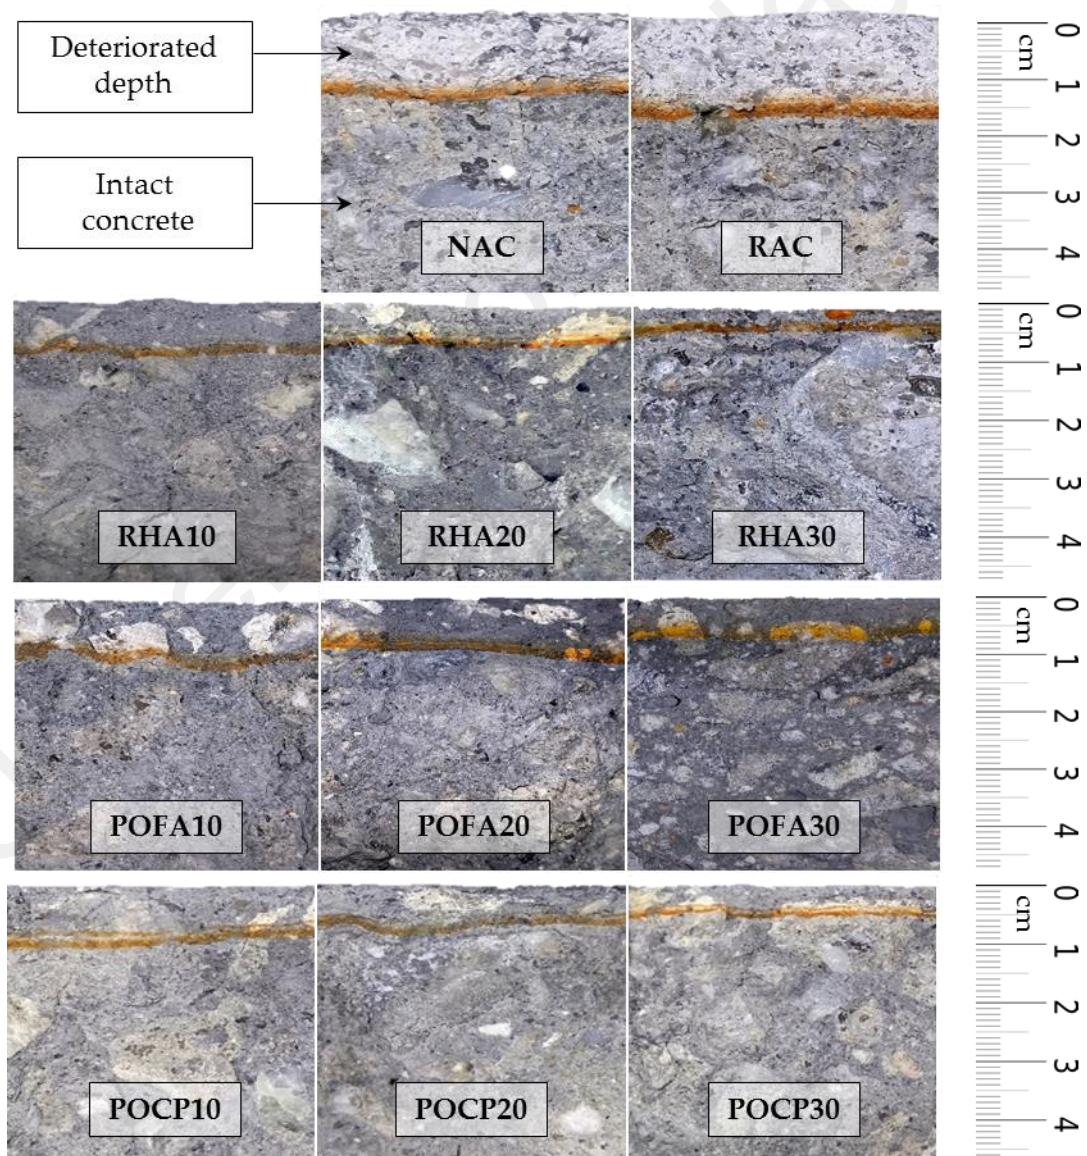 Deteriorated
depth
Intact
concrete
NAC
RAC
0
cm
1
2
3
4
RHA10
RHA20
RHA30
0
cm
1
2
3
4
POFA10
POFA20
POFA30
0
cm
1
2
3
4
POCP10
POCP20
POCP30
0
cm
1
2
3
4